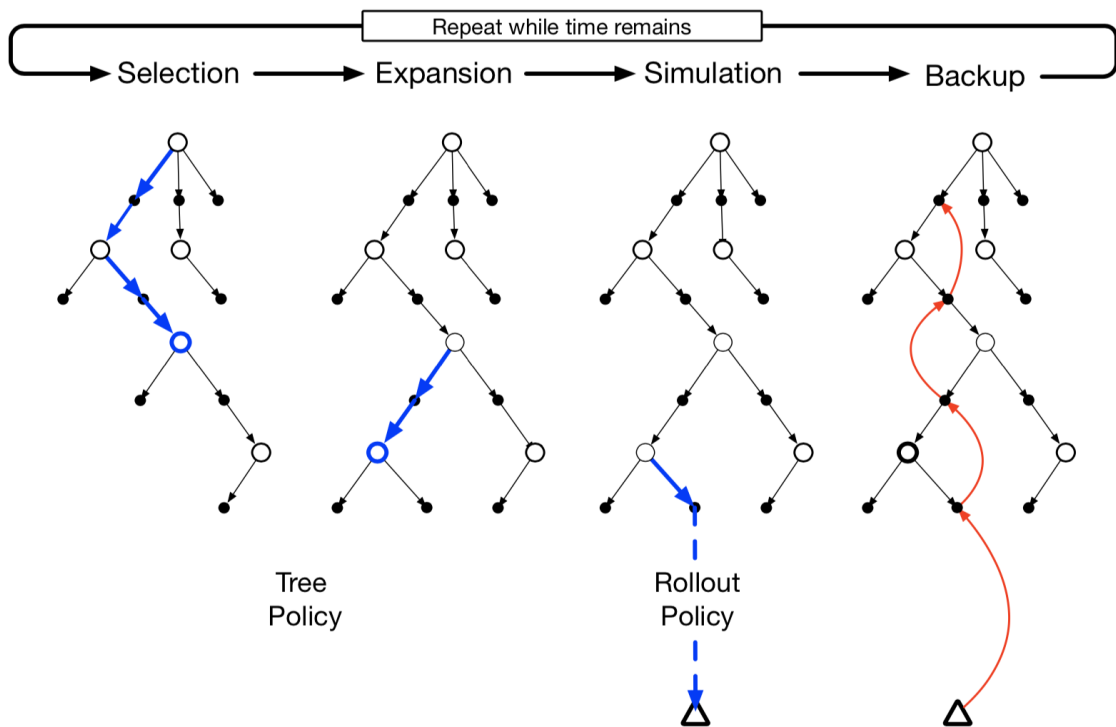 Repeat while time remains
Selection
Expansion
Simulation
Backup
Tree
Policy
Rollout
Policy